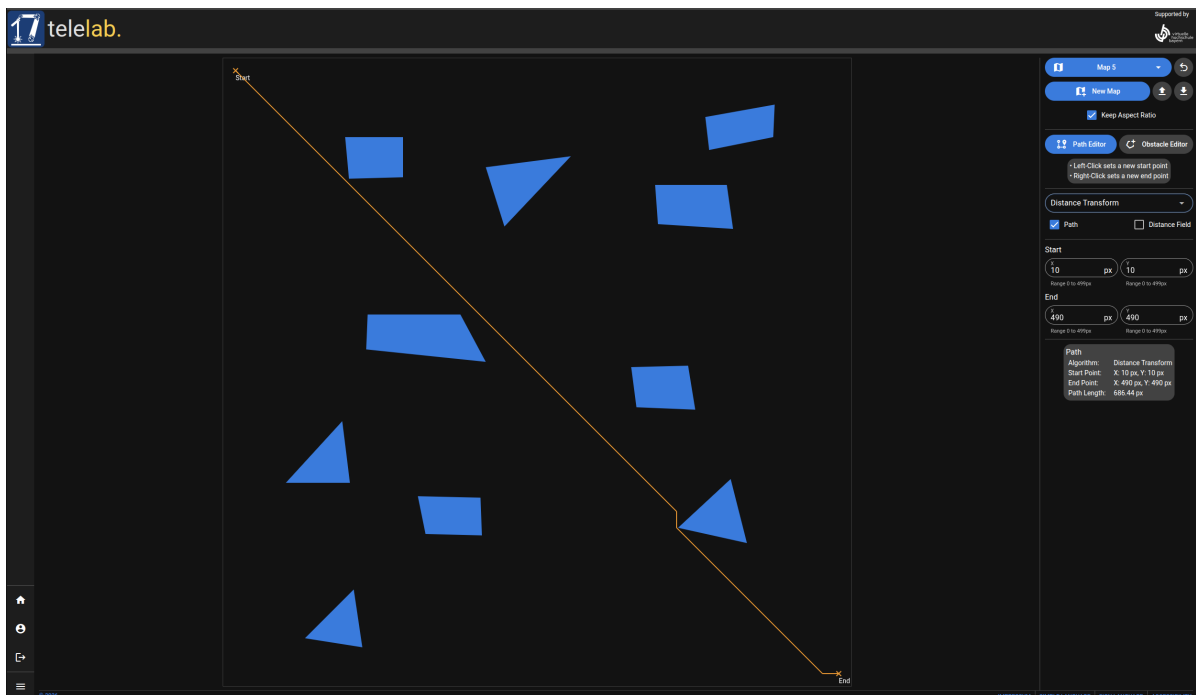 17 telelab.
Supported by
virtuelle
hochschule
bayern
Start
End
Map 5
New Map
Keep Aspect Ratio
Path Editor
Obstacle Editor
• Left-Click sets a new start point
• Right-Click sets a new end point
Distance Transform
Path
Distance Field
Start
X
10 px
Y
10 px
Range 0 to 499px
Range 0 to 499px
End
X
490 px
Y
490 px
Range 0 to 499px
Range 0 to 499px
Path
Algorithm: Distance Transform
Start Point: X: 10 px, Y: 10 px
End Point: X: 490 px, Y: 490 px
Path Length: 686.44 px